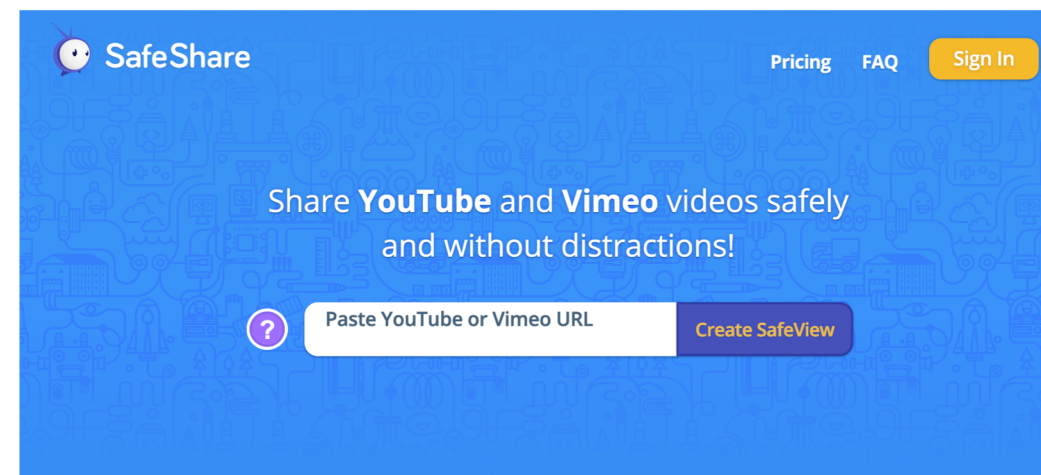 SafeShare
Pricing FAQ Sign In
Share YouTube and Vimeo videos safely
and without distractions!
?
Paste YouTube or Vimeo URL
Create SafeView